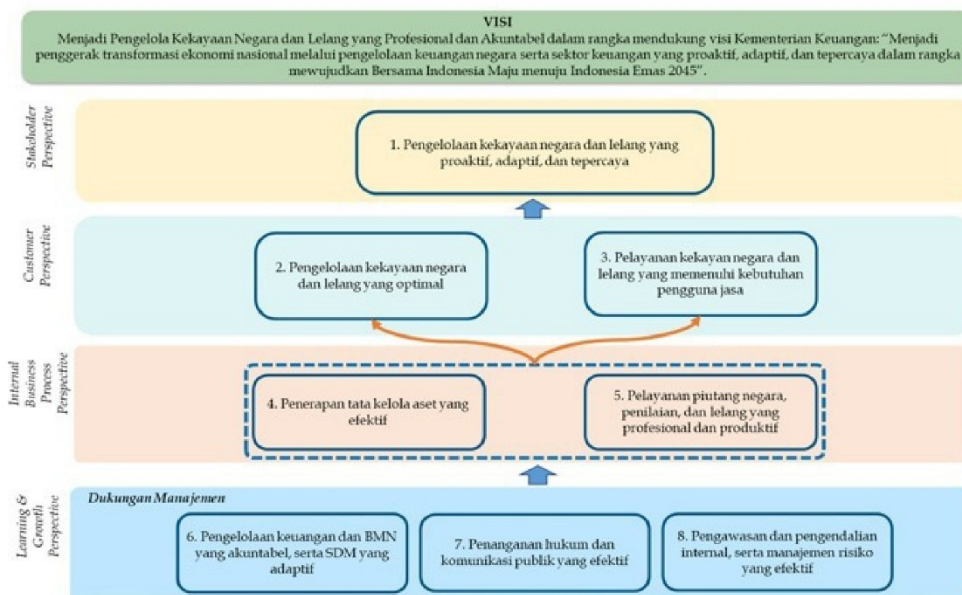 VISI
Menjadi Pengelola Kekayaan Negara dan Lelang yang Profesional dan Akuntabel dalam rangka mendukung visi Kementerian Keuangan: “Menjadi
penggerak transformasi ekonomi nasional melalui pengelolaan keuangan negara serta sektor keuangan yang proaktif, adaptif, dan tepercaya dalam rangka
mewujudkan Bersama Indonesia Maju menuju Indonesia Emas 2045”.
Stakeholder
Perspective
1. Pengelolaan kekayaan negara dan lelang yang
proaktif, adaptif, dan tepercaya
Customer
Perspective
2. Pengelolaan kekayaan negara
dan lelang yang optimal
3. Pelayanan kekayan negara dan
lelang yang memenuhi kebutuhan
pengguna jasa
Internal
Business
Process
Perspective
4. Penerapan tata kelola aset yang
efektif
5. Pelayanan piutang negara,
penilaian, dan lelang yang
profesional dan produktif
Learning &
Growth
Perspective
Dukungan Manajemen
6. Pengelolaan keuangan dan BMN
yang akuntabel, serta SDM yang
adaptif
7. Penanganan hukum dan
komunikasi publik yang efektif
8. Pengawasan dan pengendalian
internal, serta manajemen risiko
yang efektif